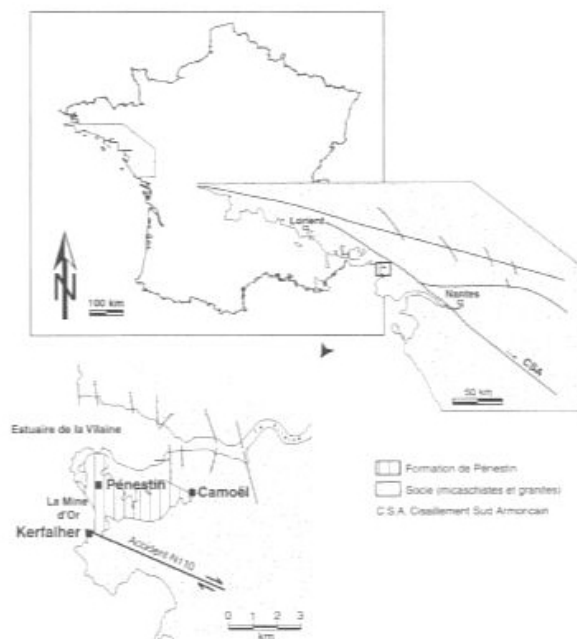 N
100 km
Lorient
Nantes
CSA
50 km
Estuaire de la Vilaine
Pénestin
Camoël
La Mine
d'Or
Kerfalher
Accident N110
0 1 2 3
km
Formation de Pénestin
Socle (micaschistes et granites)
C.S.A. Cisaillement Sud Armoricain